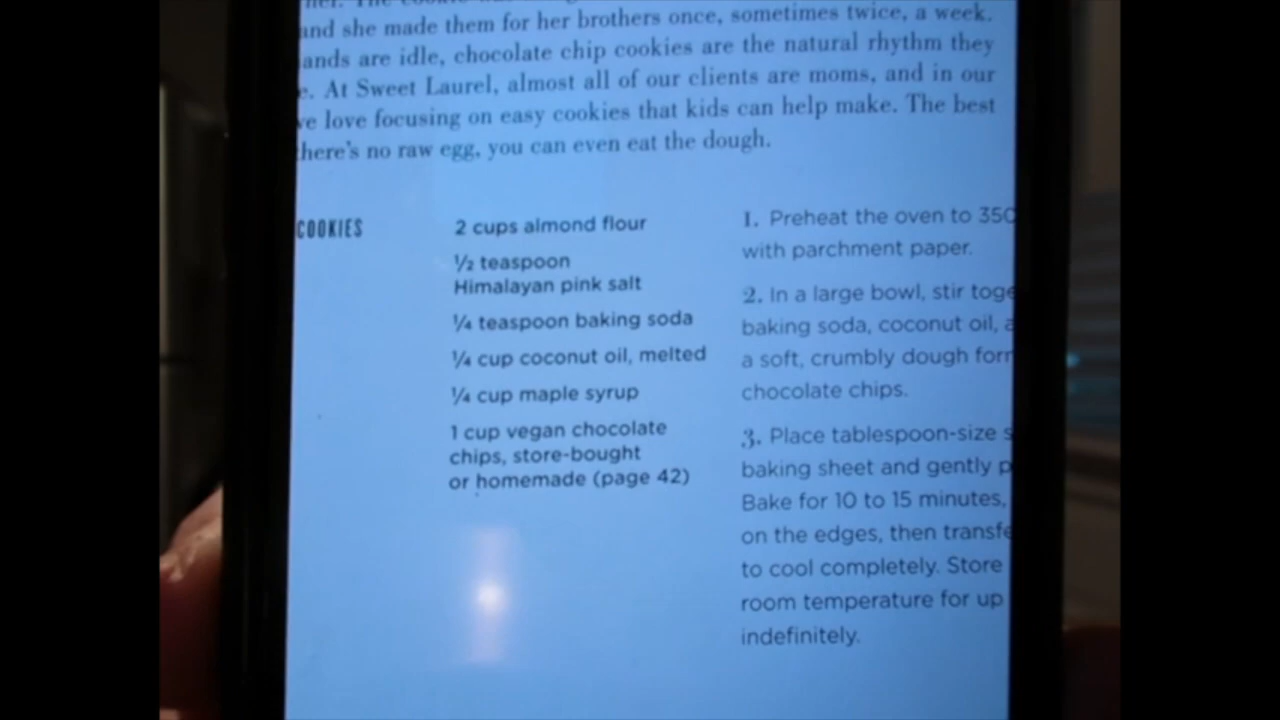 and she made them for her brothers once, sometimes twice, a week.
ands are idle, chocolate chip cookies are the natural rhythm they
e. At Sweet Laurel, almost all of our clients are moms, and in our
ve love focusing on easy cookies that kids can help make. The best
here's no raw egg, you can even eat the dough.
COOKIES
2 cups almond flour
½ teaspoon
Himalayan pink salt
¼ teaspoon baking soda
¼ cup coconut oil, melted
¼ cup maple syrup
1 cup vegan chocolate
chips, store-bought
or homemade (page 42)
1. Preheat the oven to 350
with parchment paper.
2. In a large bowl, stir toge
baking soda, coconut oil, a
a soft, crumbly dough for
chocolate chips.
3. Place tablespoon-size s
baking sheet and gently p
Bake for 10 to 15 minutes,
on the edges, then transfe
to cool completely. Store
room temperature for up
indefinitely.